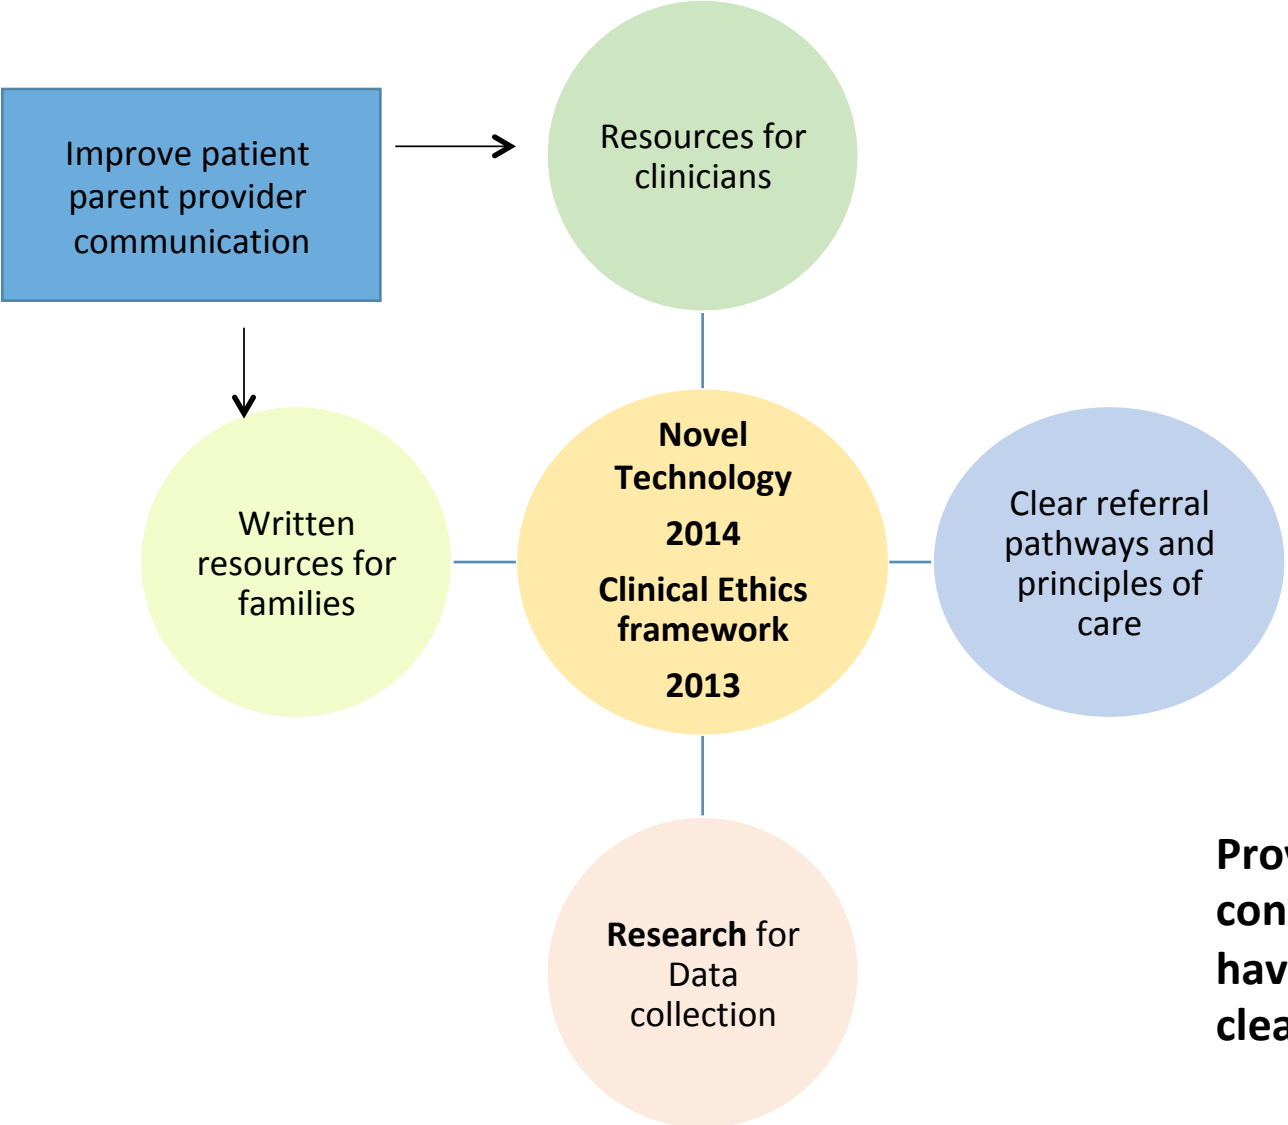 Improve patient
parent provider
communication
Resources for
clinicians
Written
resources for
families
Novel
Technology
2014
Clinical Ethics
framework
2013
Clear referral
pathways and
principles of
care
Research for
Data
collection